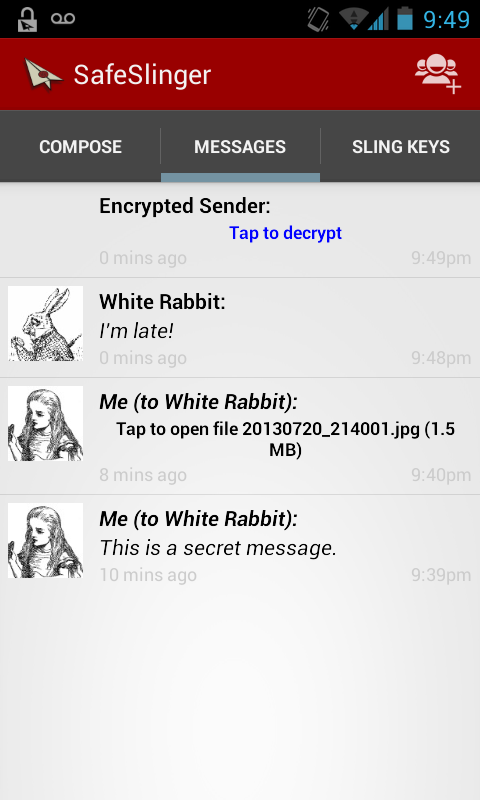 9:49
SafeSlinger
COMPOSE MESSAGES SLING KEYS
Encrypted Sender:
Tap to decrypt
0 mins ago 9:49pm
White Rabbit:
I'm late!
0 mins ago 9:48pm
Me (to White Rabbit):
Tap to open file 20130720_214001.jpg (1.5
MB)
8 mins ago 9:40pm
Me (to White Rabbit):
This is a secret message.
10 mins ago 9:39pm